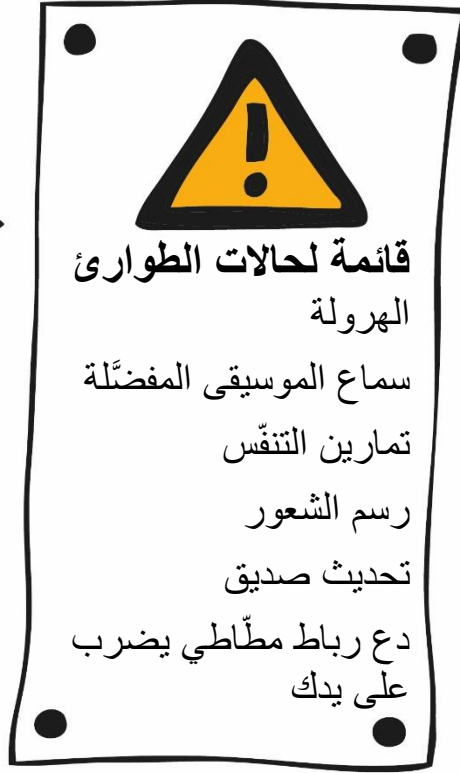 قائمة لحالات الطوارئ
الهرولة
سماع الموسيقى المفضَّلة
تمارين التنفّس
رسم الشعور
تحديث صديق
دع رباط مطّاطي يضرب
على يدك